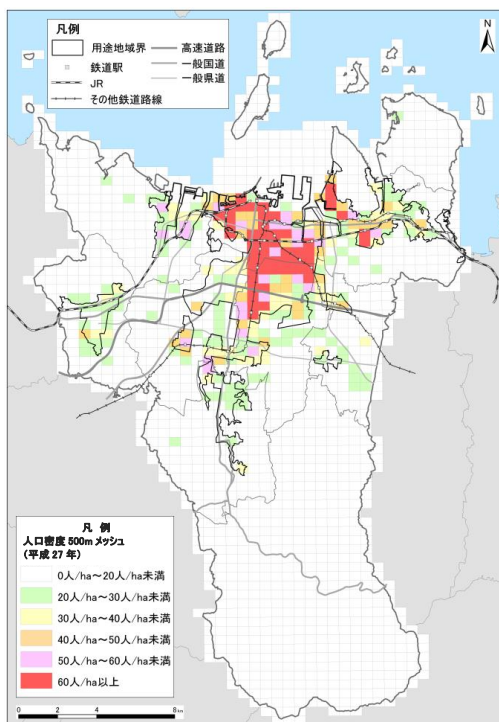 凡例
用途地域界
鉄道駅
JR
その他鉄道路線
高速道路
一般国道
一般県道
N
凡 例
人口密度 500m メッシュ
(平成 27 年)
0人/ha～20人/ha未満
20人/ha～30人/ha未満
30人/ha～40人/ha未満
40人/ha～50人/ha未満
50人/ha～60人/ha未満
60人/ha以上
0 2 4 8 km